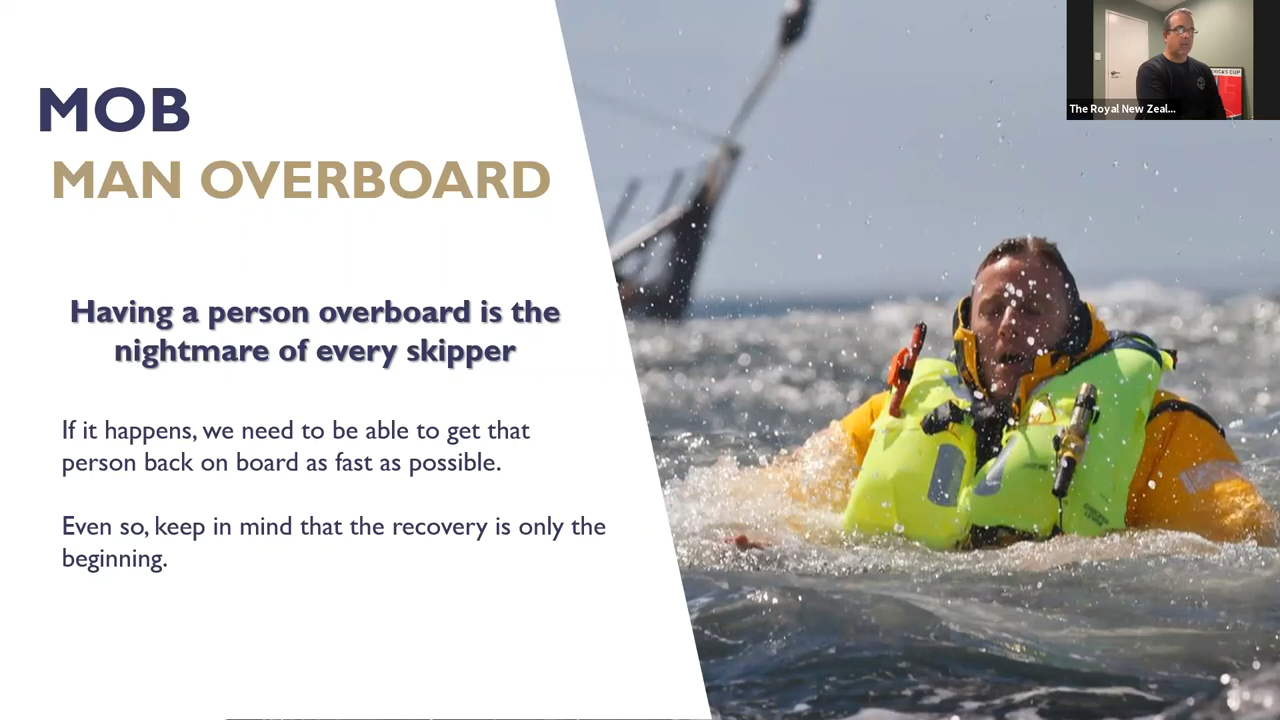 MOB
MAN OVERBOARD
Having a person overboard is the
nightmare of every skipper
If it happens, we need to be able to get that
person back on board as fast as possible.
Even so, keep in mind that the recovery is only the
beginning.
The Royal New Zeal...